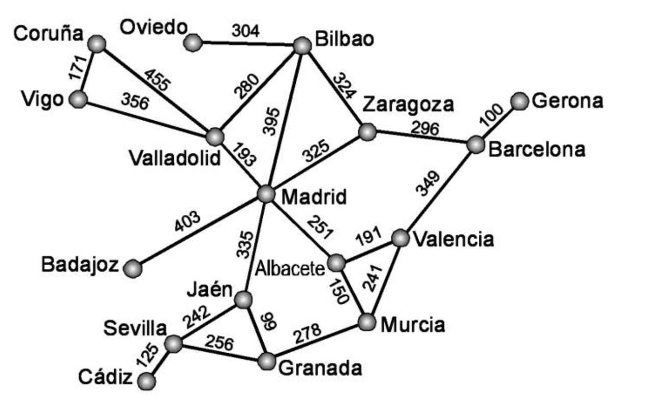 Oviedo
304
Bilbao
Coruña
171
455
280
324
Vigo
356
395
Zaragoza
100
Gerona
296
Valladolid
193
325
Barcelona
349
Madrid
403
251
191
Valencia
335
Badajoz
Albacete
241
150
Jaén
242
99
278
Murcia
Sevilla
256
125
Granada
Cádiz